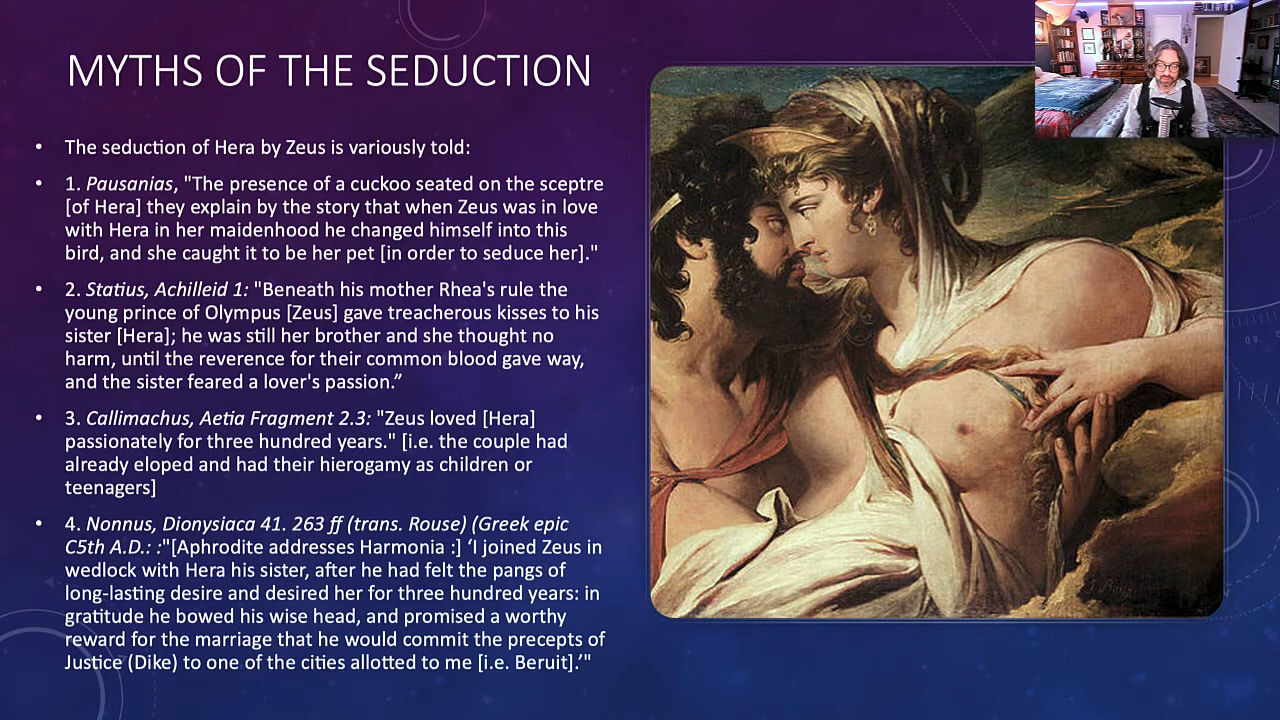 MYTHS OF THE SEDUCTION
• The seduction of Hera by Zeus is variously told:
• 1. Pausanias, "The presence of a cuckoo seated on the sceptre
[of Hera] they explain by the story that when Zeus was in love
with Hera in her maidenhood he changed himself into this
bird, and she caught it to be her pet [in order to seduce her]."
• 2. Statius, Achilleid 1: "Beneath his mother Rhea's rule the
young prince of Olympus [Zeus] gave treacherous kisses to his
sister [Hera]; he was still her brother and she thought no
harm, until the reverence for their common blood gave way,
and the sister feared a lover's passion.”
• 3. Callimachus, Aetia Fragment 2.3: "Zeus loved [Hera]
passionately for three hundred years." [i.e. the couple had
already eloped and had their hierogamy as children or
teenagers]
• 4. Nonnus, Dionysiaca 41. 263 ff (trans. Rouse) (Greek epic
C5th A.D.: :"[Aphrodite addresses Harmonia :] ‘I joined Zeus in
wedlock with Hera his sister, after he had felt the pangs of
long-lasting desire and desired her for three hundred years: in
gratitude he bowed his wise head, and promised a worthy
reward for the marriage that he would commit the precepts of
Justice (Dike) to one of the cities allotted to me [i.e. Beruit].’"